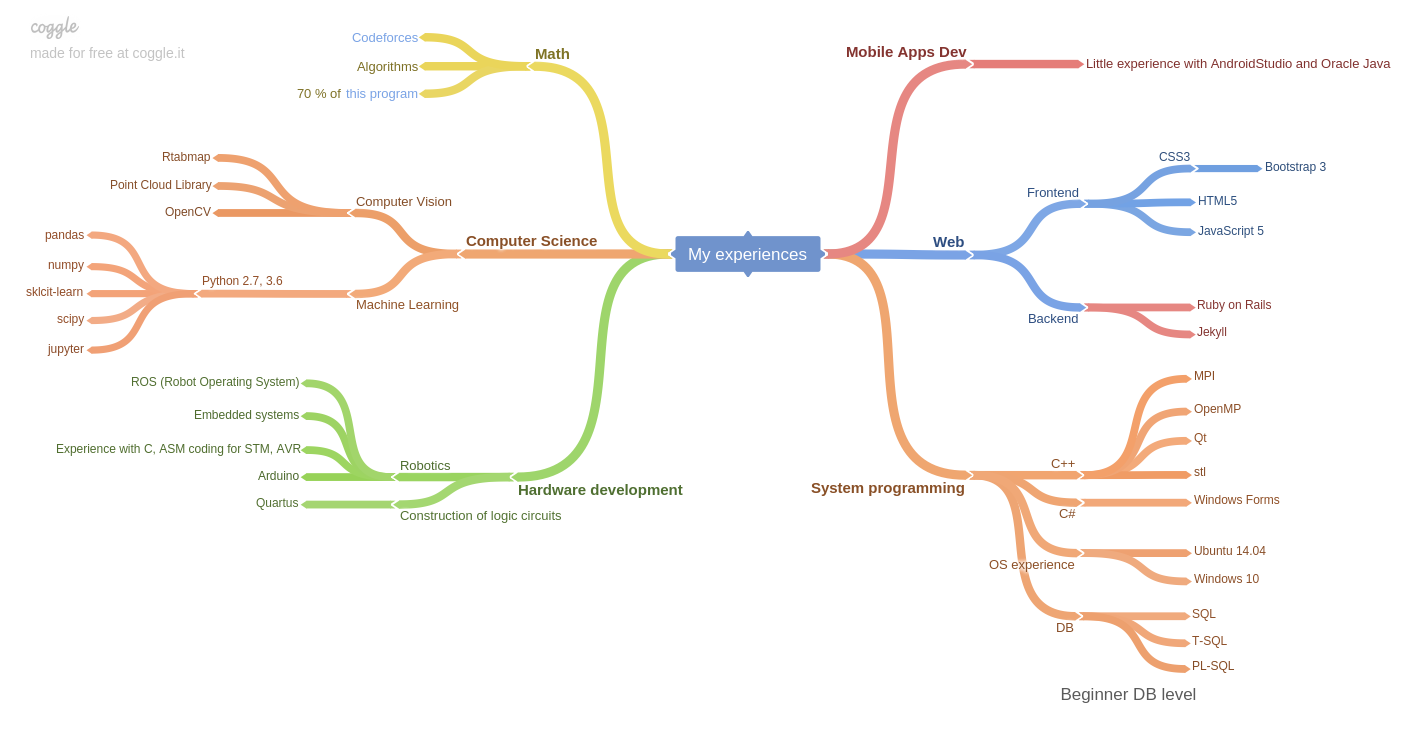 coggle
made for free at coggle.it
Math
Codeforces
Algorithms
70 % of this program
Computer Science
Computer Vision
Rtabmap
Point Cloud Library
OpenCV
Machine Learning
Python 2.7, 3.6
pandas
numpy
sklcit-learn
scipy
jupyter
Hardware development
Robotics
ROS (Robot Operating System)
Embedded systems
Experience with C, ASM coding for STM, AVR
Arduino
Construction of logic circuits
Quartus
My experiences
Mobile Apps Dev
Little experience with AndroidStudio and Oracle Java
Web
Frontend
CSS3
Bootstrap 3
HTML5
JavaScript 5
Backend
Ruby on Rails
Jekyll
System programming
C++
MPI
OpenMP
Qt
stl
C#
Windows Forms
OS experience
Ubuntu 14.04
Windows 10
DB
SQL
T-SQL
PL-SQL
Beginner DB level